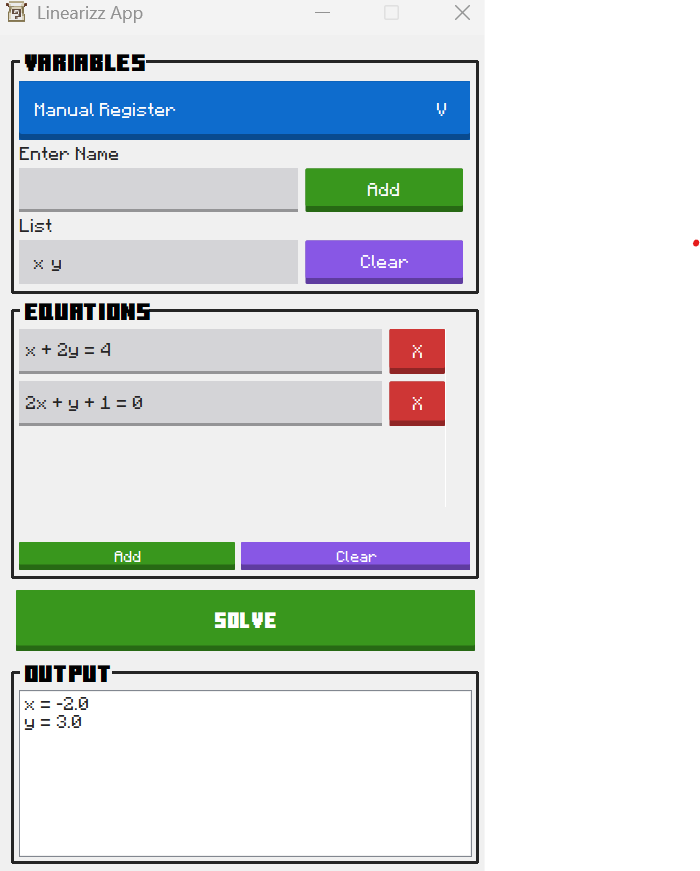 Linearizz App
VARIABLES
Manual Register V
Enter Name
Add
List
x y Clear
EQUATIONS
x + 2y = 4 X
2x + y + 1 = 0 X
Add Clear
SOLVE
OUTPUT
x = -2.0
y = 3.0